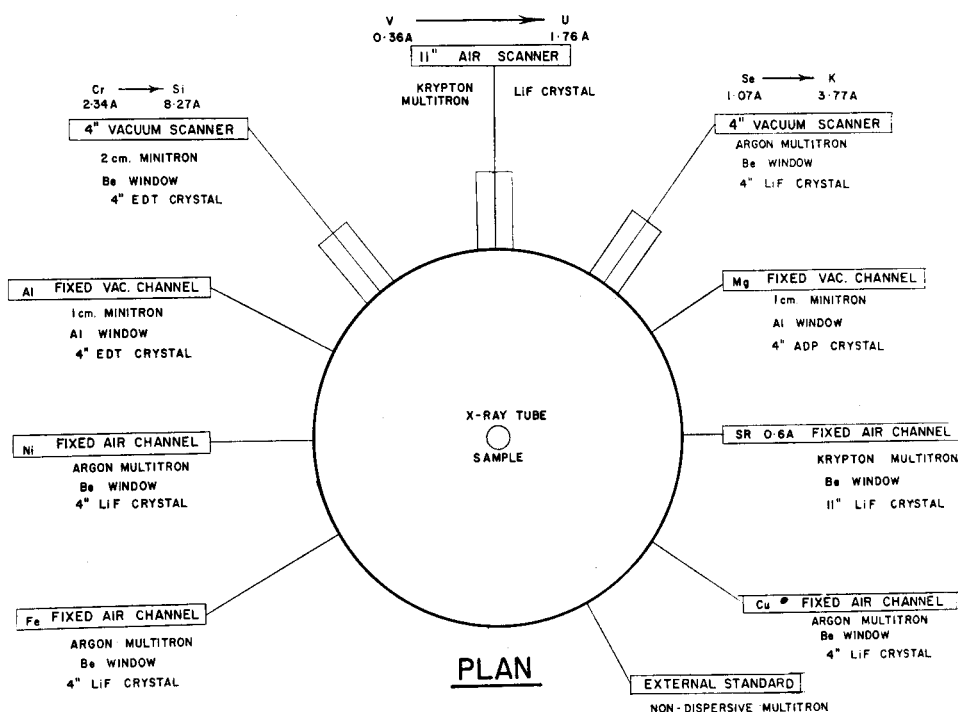 V → U
0·36A 1·76A
11" AIR SCANNER
KRYPTON MULTITRON
LiF CRYSTAL
Cr → Si
2·34A 8·27A
4" VACUUM SCANNER
2 cm. MINITRON
Be WINDOW
4" EDT CRYSTAL
Se → K
1·07A 3·77A
4" VACUUM SCANNER
ARGON MULTITRON
Be WINDOW
4" LiF CRYSTAL
Al FIXED VAC. CHANNEL
1cm. MINITRON
Al WINDOW
4" EDT CRYSTAL
Mg FIXED VAC. CHANNEL
1cm. MINITRON
Al WINDOW
4" ADP CRYSTAL
X-RAY TUBE
SAMPLE
Ni FIXED AIR CHANNEL
ARGON MULTITRON
Be WINDOW
4" LiF CRYSTAL
SR 0·6A FIXED AIR CHANNEL
KRYPTON MULTITRON
Be WINDOW
11" LiF CRYSTAL
Fe FIXED AIR CHANNEL
ARGON MULTITRON
Be WINDOW
4" LiF CRYSTAL
Cu FIXED AIR CHANNEL
ARGON MULTITRON
Be WINDOW
4" LiF CRYSTAL
PLAN
EXTERNAL STANDARD
NON-DISPERSIVE MULTITRON